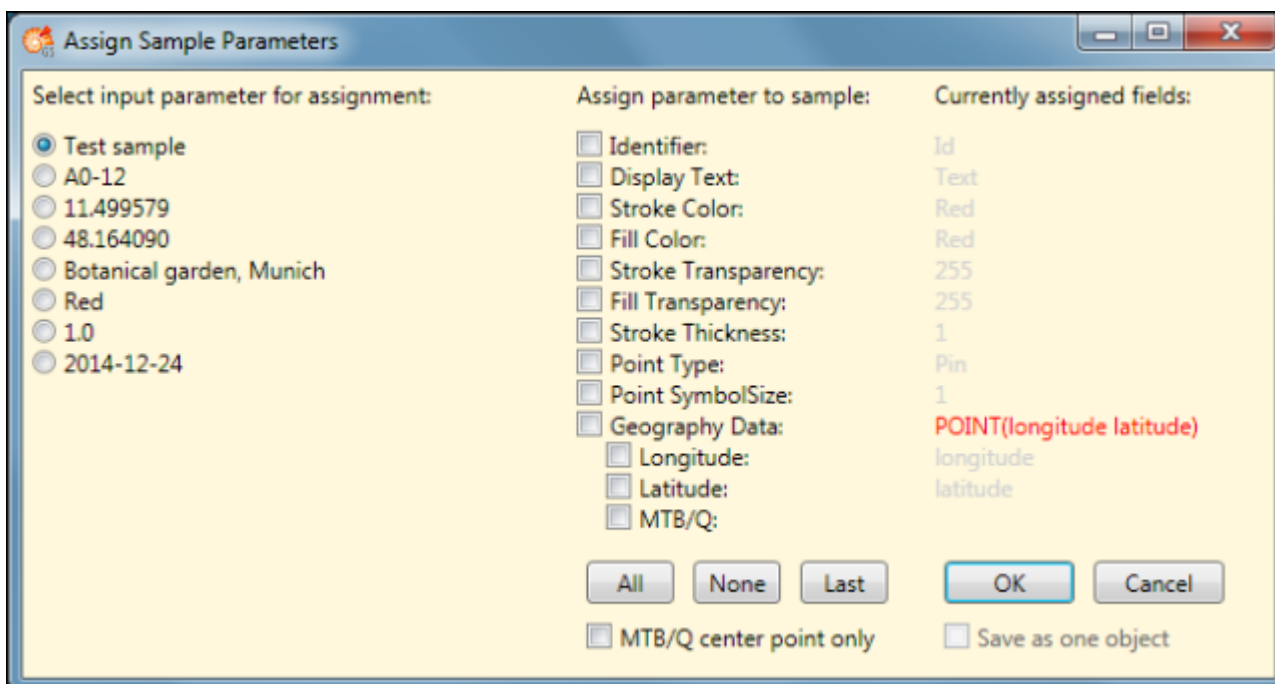 Assign Sample Parameters
Select input parameter for assignment:
Test sample
A0-12
11.499579
48.164090
Botanical garden, Munich
Red
1.0
2014-12-24
Assign parameter to sample:
Currently assigned fields:
Identifier: Id
Display Text: Text
Stroke Color: Red
Fill Color: Red
Stroke Transparency: 255
Fill Transparency: 255
Stroke Thickness: 1
Point Type: Pin
Point SymbolSize: 1
Geography Data: POINT(longitude latitude)
Longitude: longitude
Latitude: latitude
MTB/Q:
All None Last OK Cancel
MTB/Q center point only Save as one object